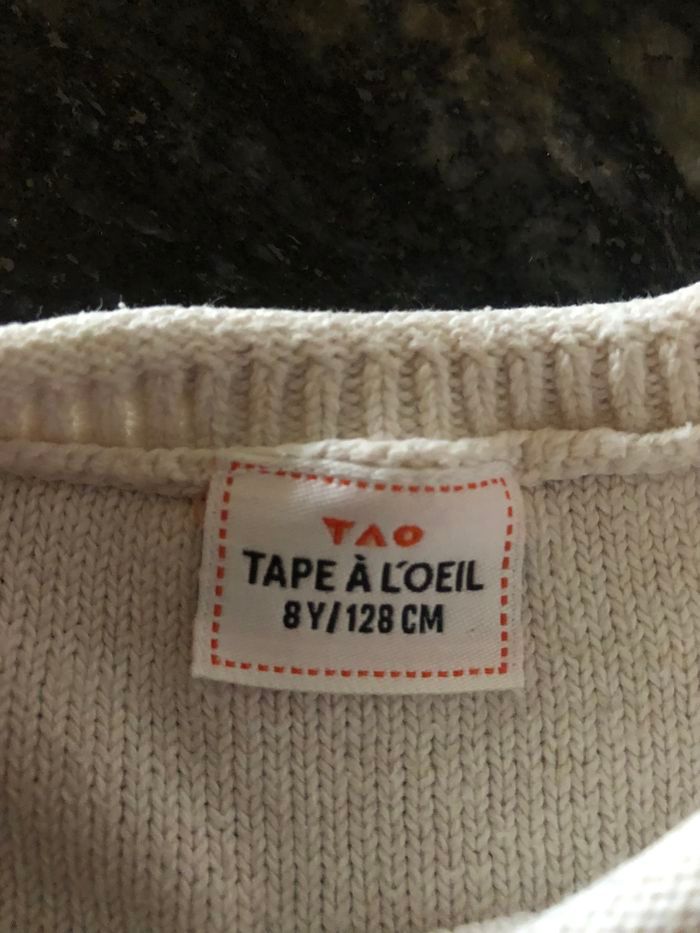 TAO
TAPE À L'OEIL
8 Y/128 CM